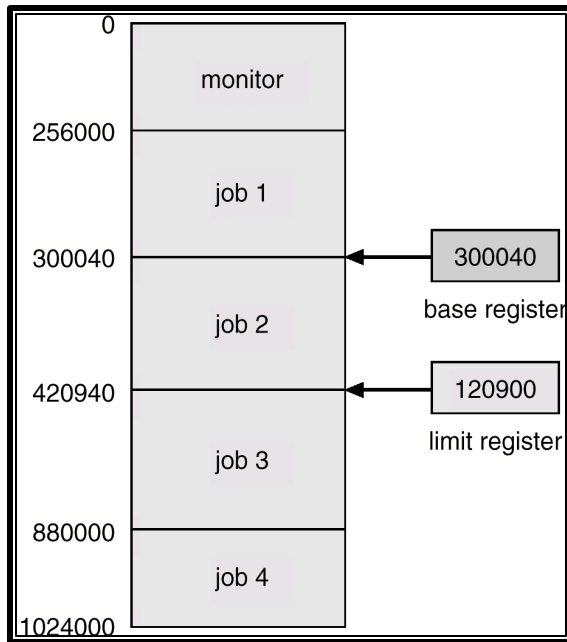 0
monitor
256000
job 1
300040
300040
base register
job 2
120900
420940
limit register
job 3
880000
job 4
1024000